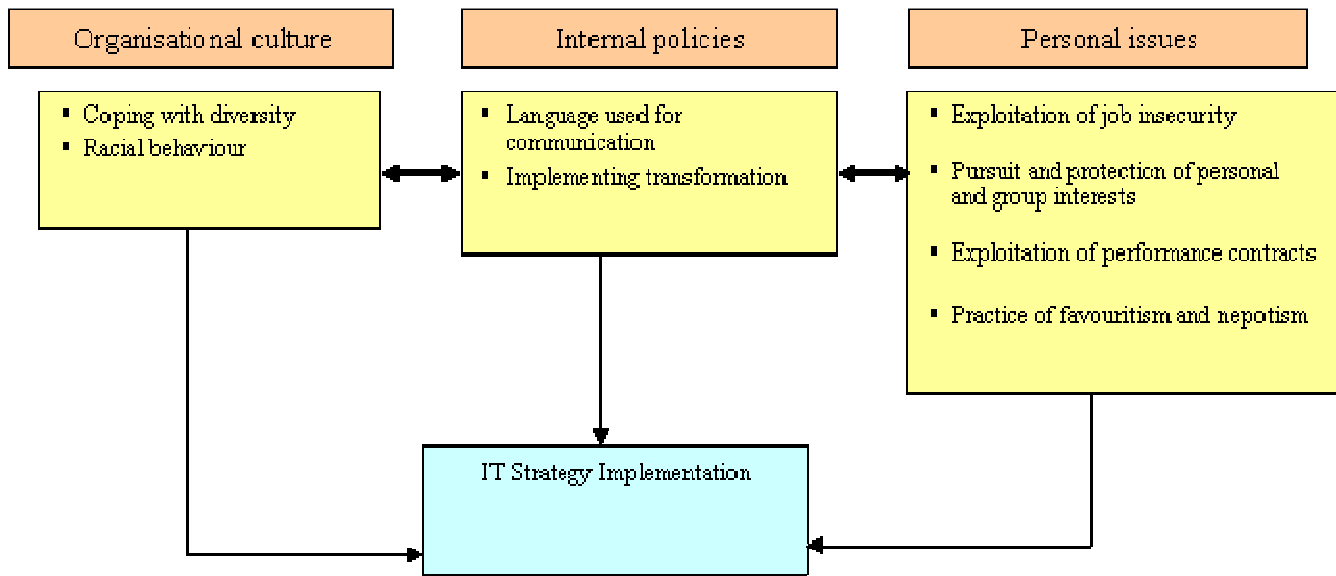 Organisational culture
Internal policies
Personal issues
▪ Coping with diversity
▪ Racial behaviour
▪ Language used for
communication
▪ Implementing transformation
▪ Exploitation of job insecurity
▪ Pursuit and protection of personal
and group interests
▪ Exploitation of performance contracts
▪ Practice of favouritism and nepotism
IT Strategy Implementation